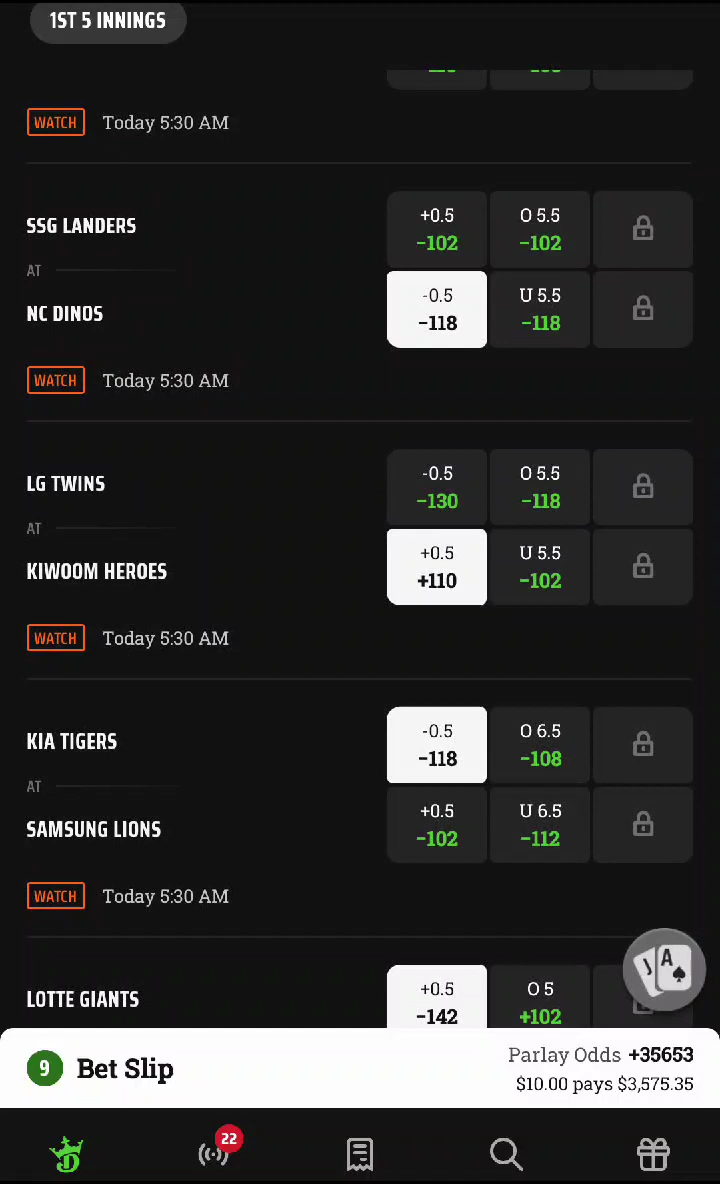 1ST 5 INNINGS
WATCH Today 5:30 AM
SSG LANDERS
+0.5 O 5.5
−102 −102
AT
NC DINOS
-0.5 U 5.5
−118 −118
WATCH Today 5:30 AM
LG TWINS
-0.5 O 5.5
−130 −118
AT
KIWOOM HEROES
+0.5 U 5.5
+110 −102
WATCH Today 5:30 AM
KIA TIGERS
-0.5 O 6.5
−118 −108
AT
SAMSUNG LIONS
+0.5 U 6.5
−102 −112
WATCH Today 5:30 AM
LOTTE GIANTS
+0.5 O 5
−142 +102
J A
9 Bet Slip
Parlay Odds +35653
$10.00 pays $3,575.35
22